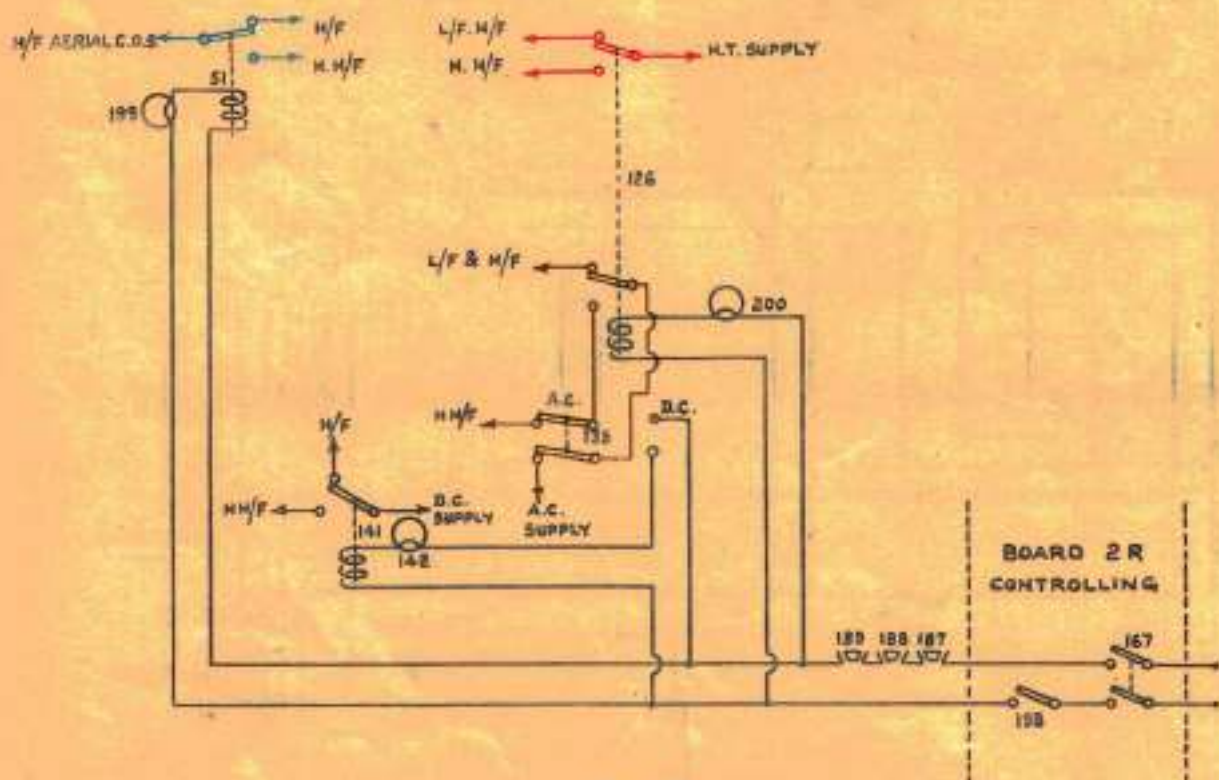 H/F AERIAL C.O.S
H/F
H. H/F
L/F. H/F
H. H/F
H.T. SUPPLY
51
195
126
L/F & H/F
200
A.C.
H H/F
D.C.
135
H/F
H H/F
D.C.
SUPPLY
A.C.
SUPPLY
141
142
BOARD 2R
CONTROLLING
189 188 187
167
198